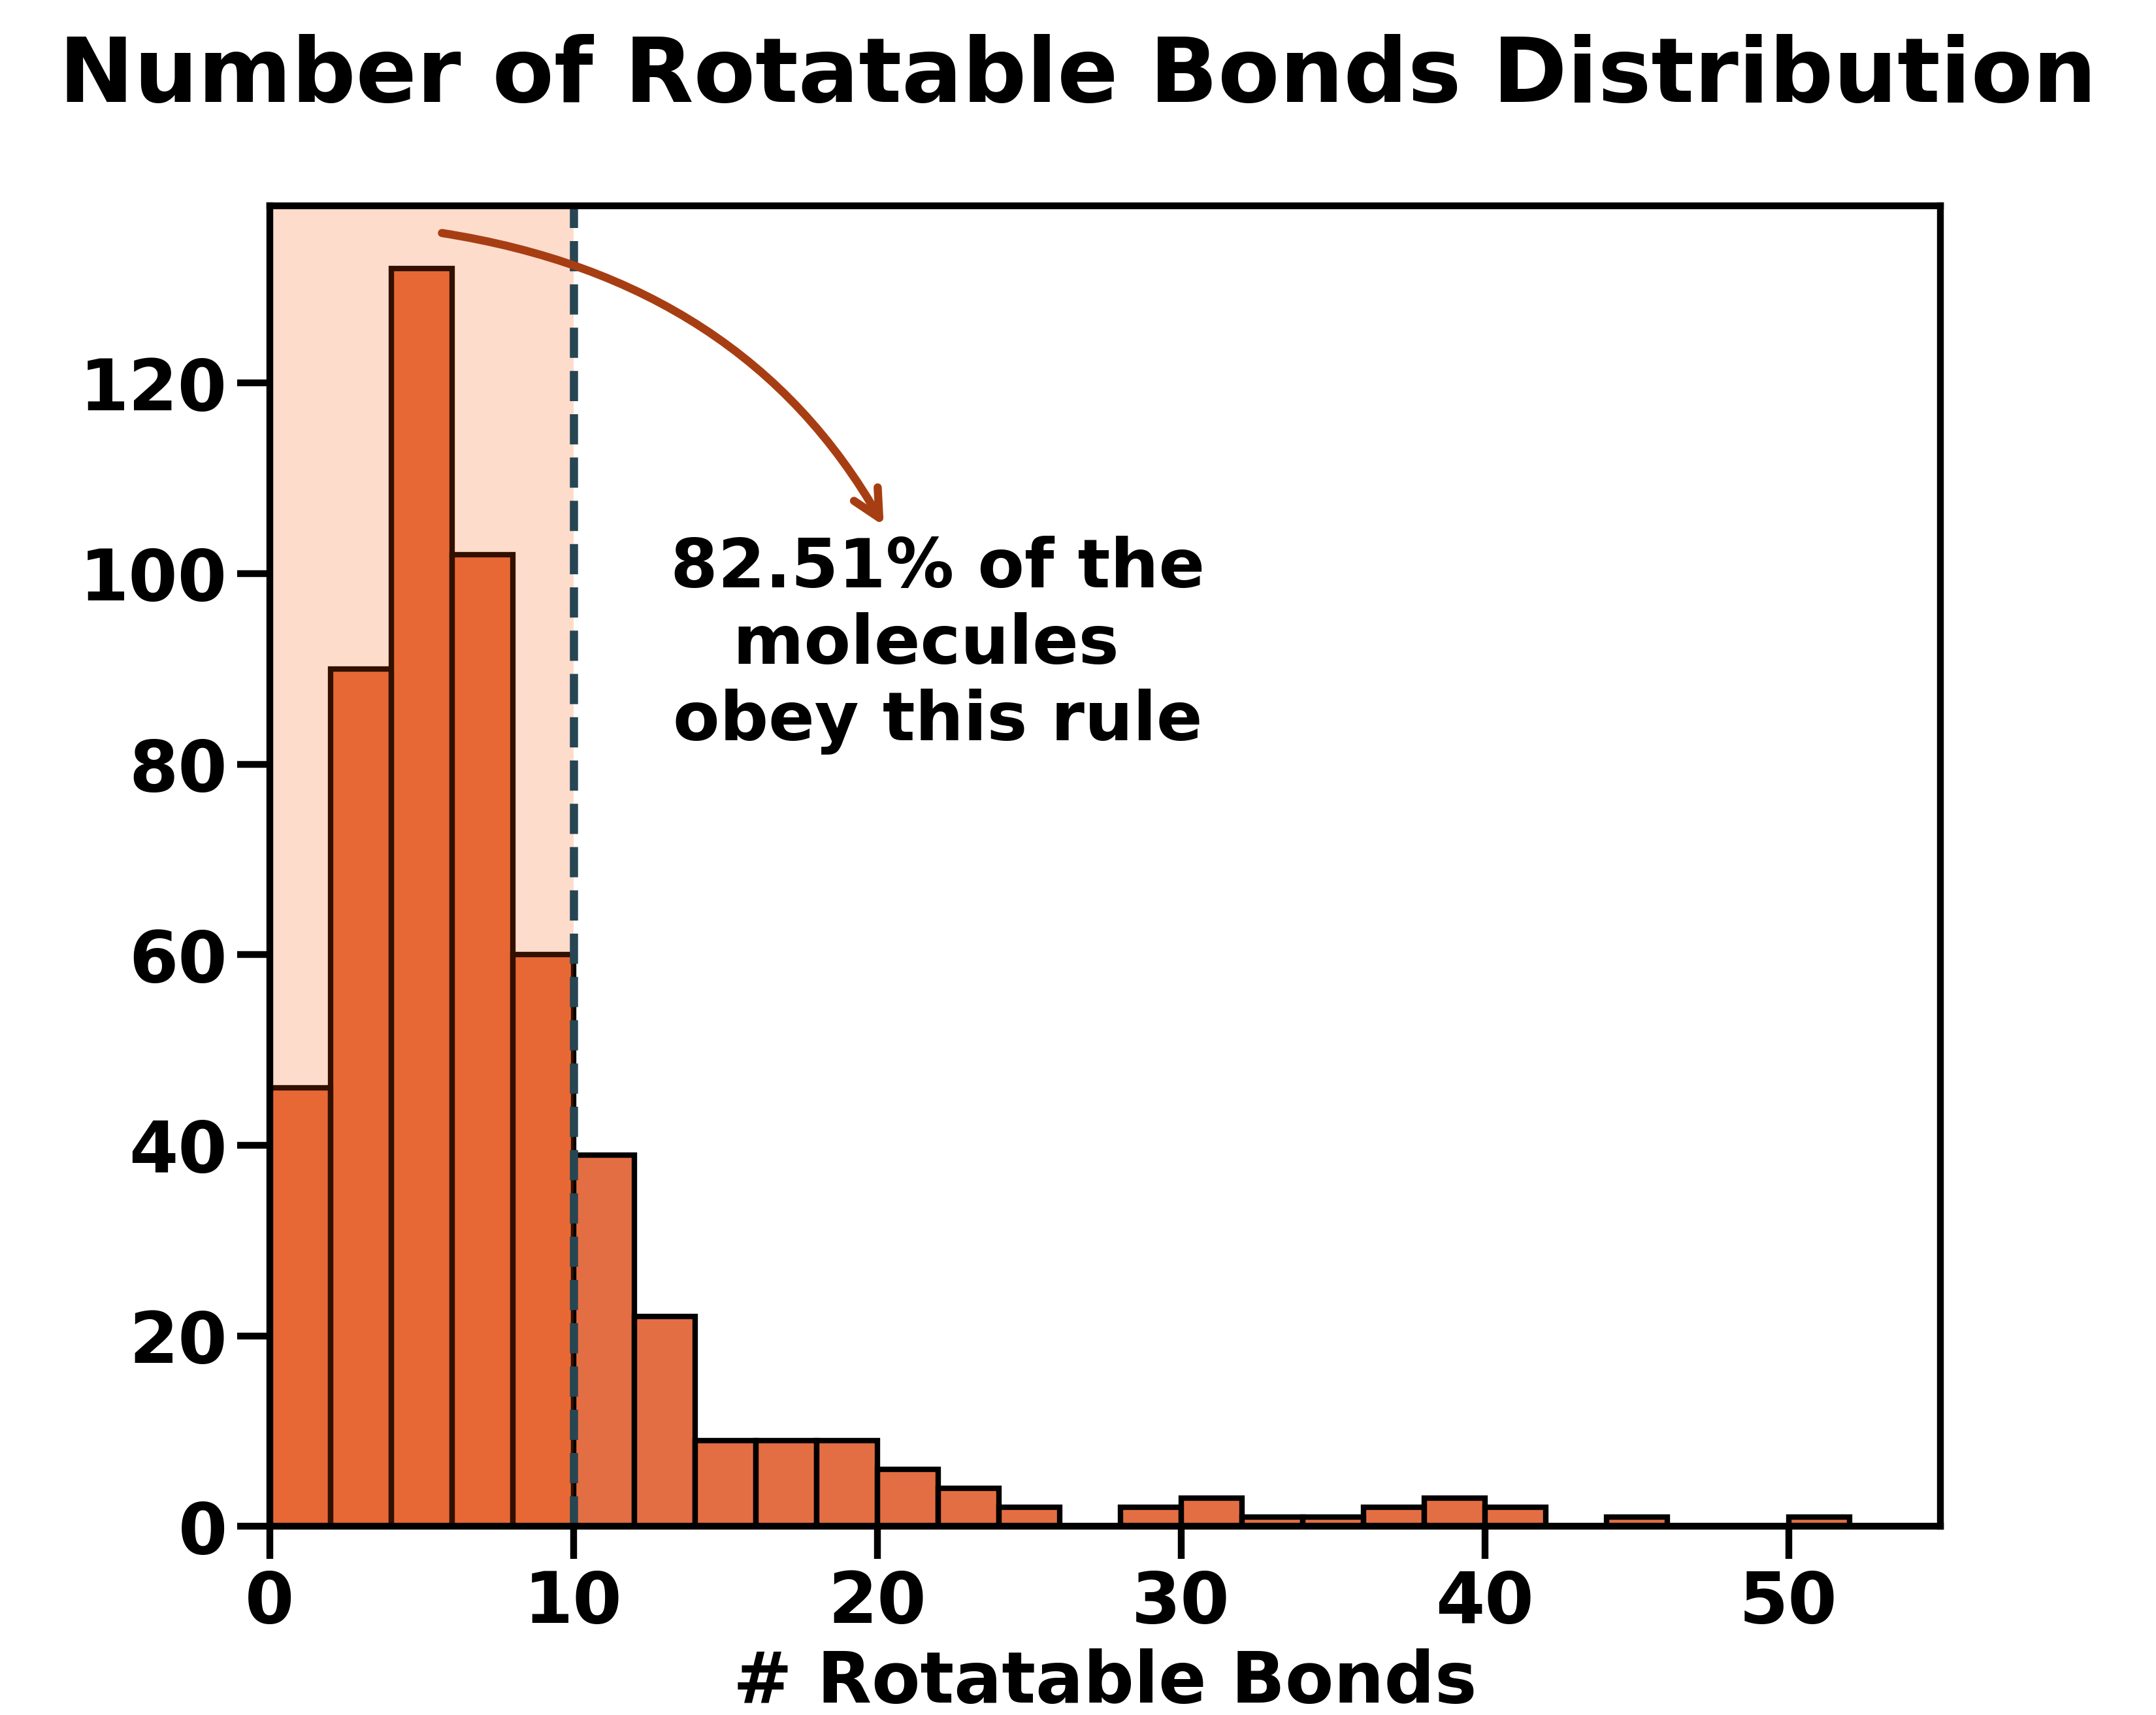 Number of Rotatable Bonds Distribution
120
100
80
60
40
20
0
82.51% of the
molecules
obey this rule
0 10 20 30 40 50
# Rotatable Bonds